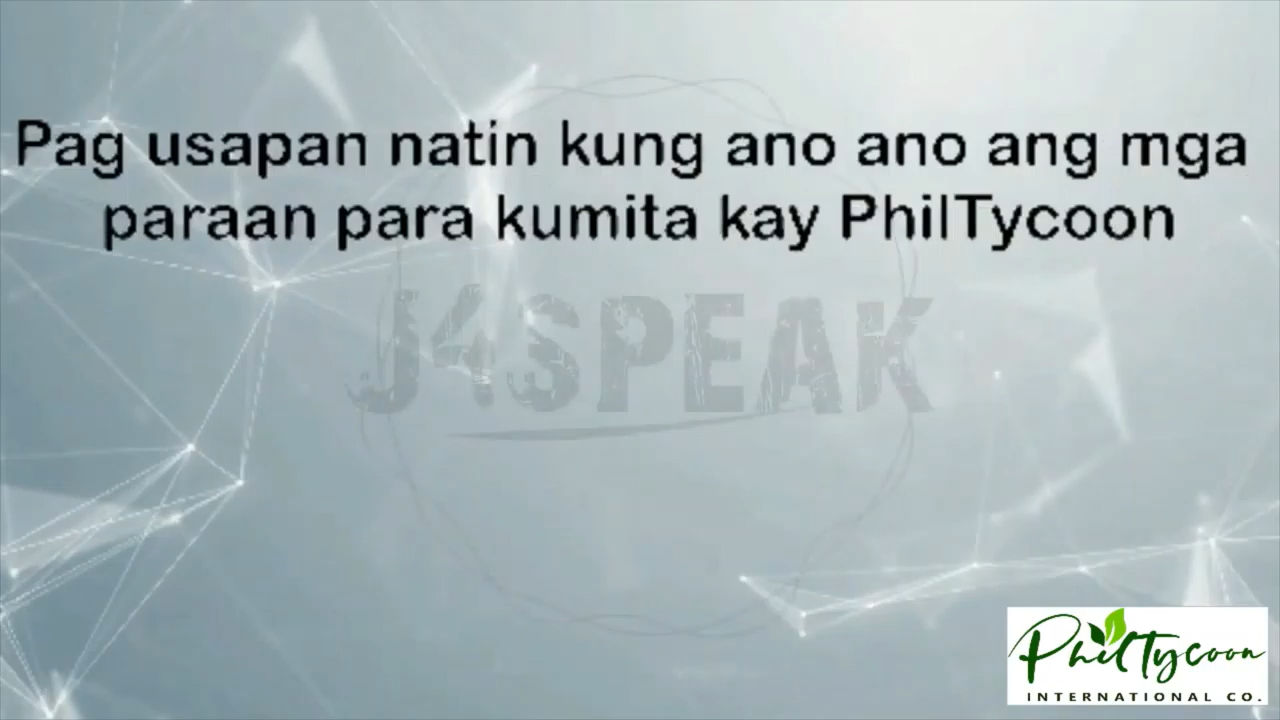 Pag usapan natin kung ano ano ang mga
paraan para kumita kay PhilTycoon
J4SPEAK
PhilTycoon
INTERNATIONAL CO.